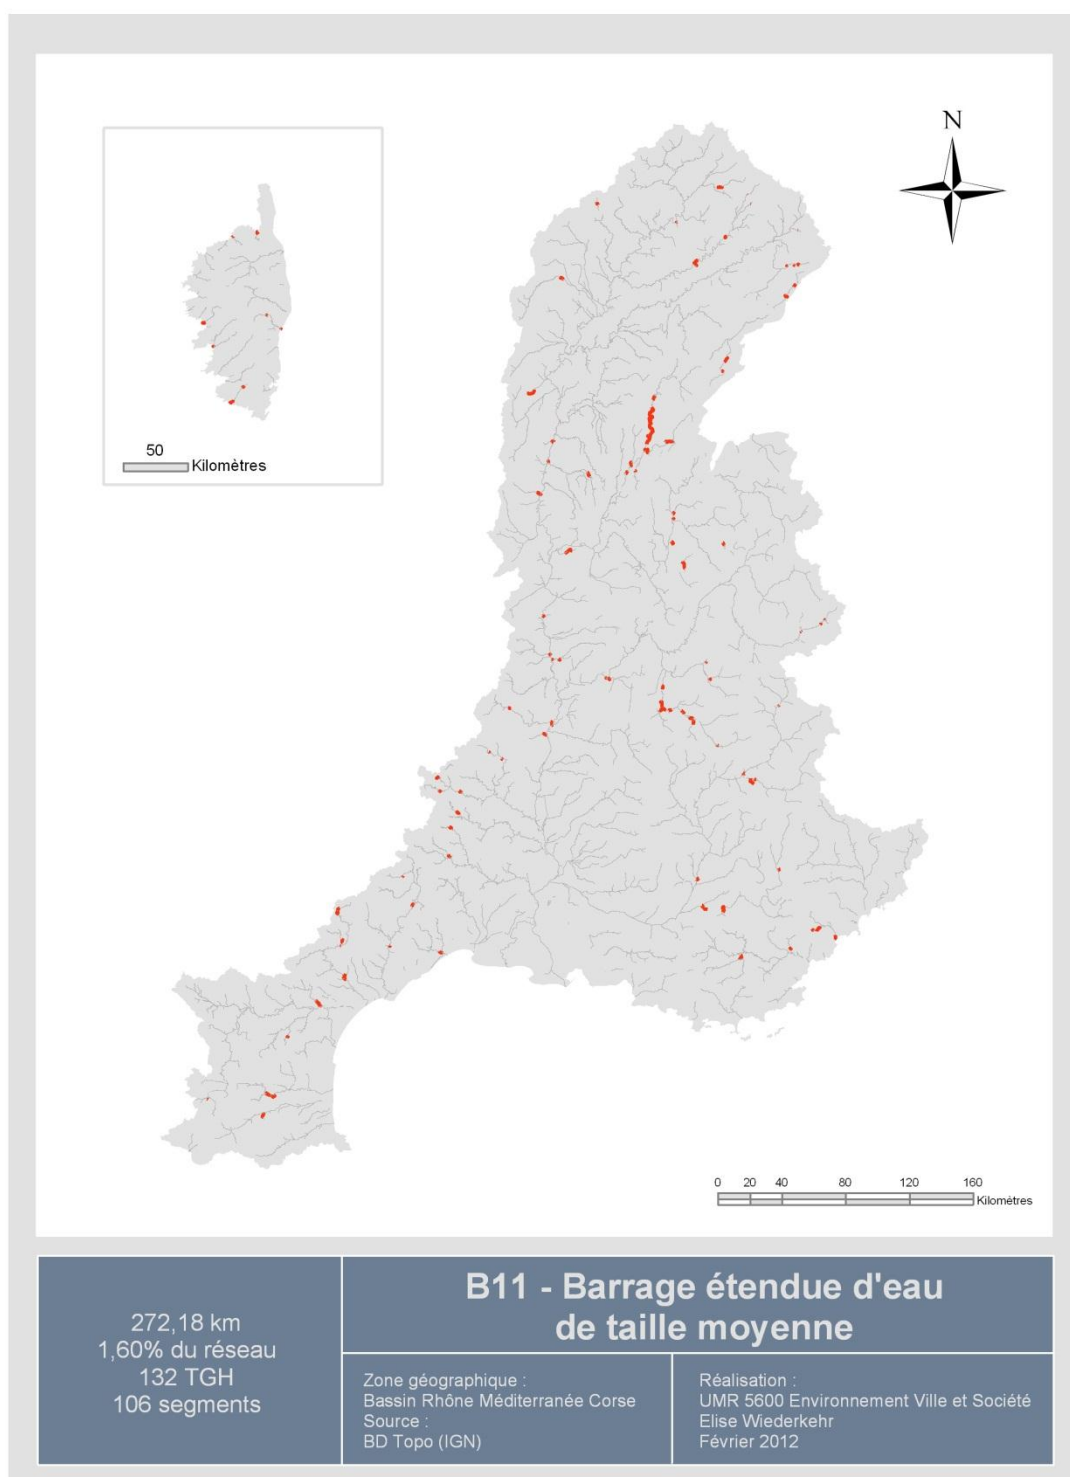 N
50
Kilomètres
0 20 40 80 120 160
Kilomètres
272,18 km
1,60% du réseau
132 TGH
106 segments
B11 - Barrage étendue d'eau
de taille moyenne
Zone géographique :
Bassin Rhône Méditerranée Corse
Source :
BD Topo (IGN)
Réalisation :
UMR 5600 Environnement Ville et Société
Elise Wiederkehr
Février 2012